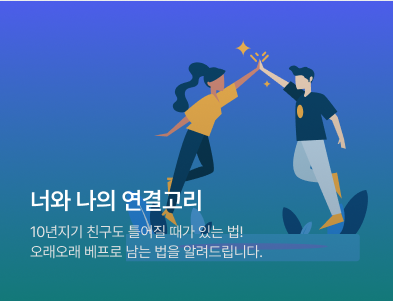 너와 나의 연결고리
10년지기 친구도 틀어질 때가 있는 법!
오래오래 베프로 남는 법을 알려드립니다.